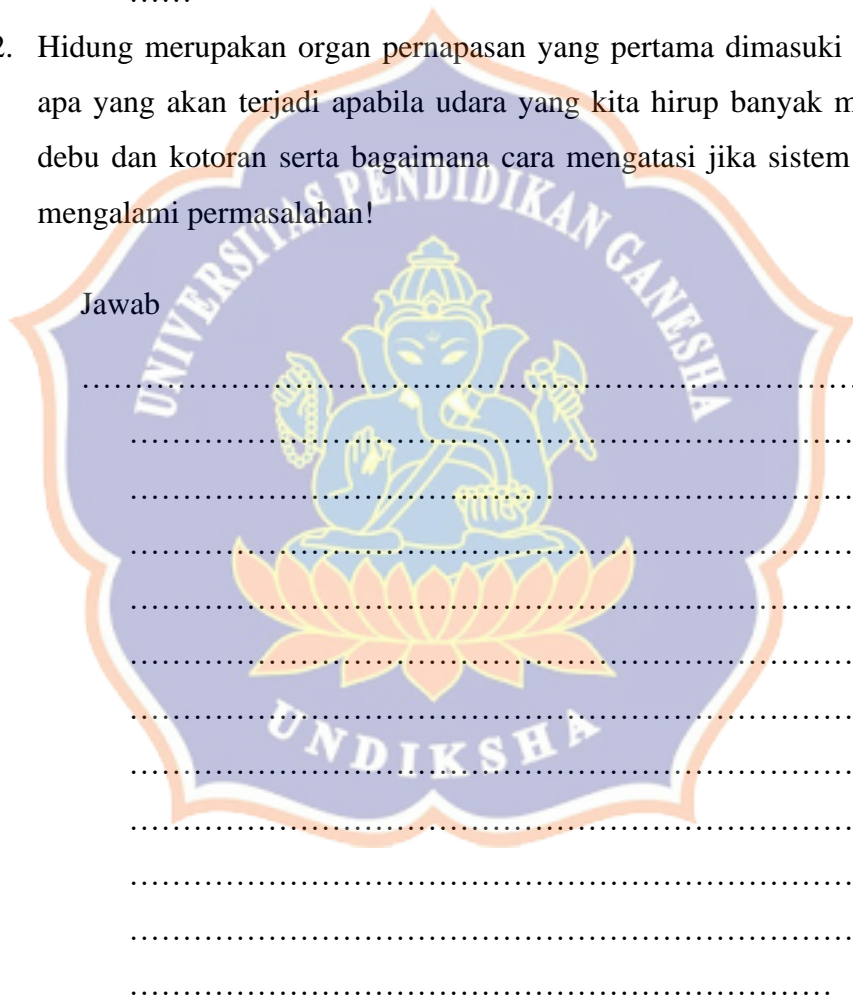 ……
2. Hidung merupakan organ pernapasan yang pertama dimasuki
apa yang akan terjadi apabila udara yang kita hirup banyak m
debu dan kotoran serta bagaimana cara mengatasi jika sistem
mengalami permasalahan!
UNIVERSITAS PENDIDIKAN GANESHA
Jawab
……………………………………………………………………………
……………………………………………………………………………
……………………………………………………………………………
……………………………………………………………………………
……………………………………………………………………………
……………………………………………………………………………
……………………………………………………………………………
UNDIKSHA
……………………………………………………………………………
……………………………………………………………………………
……………………………………………………………………………
……………………………………………………………………………
……………………………………………………………………